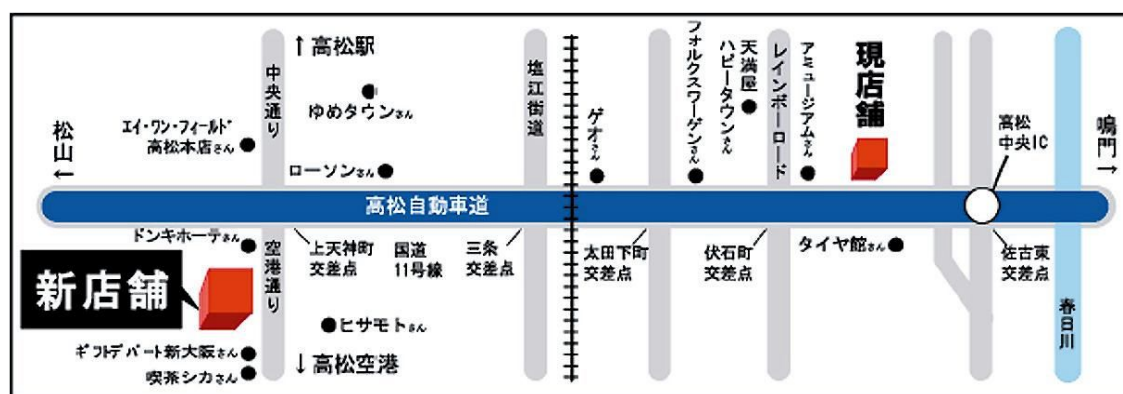 ↑高松駅
中央通り
ゆめタウンさん
エイ・ワン・フィールド
高松本店さん
ローソンさん
松山
←
塩江街道
ゲオさん
フォルクスワーゲンさん
天満屋
ハピータウンさん
レインボーロード
アミュージアムさん
現店舗
高松
中央IC
鳴門
→
高松自動車道
ドンキホーテさん
空港通り
上天神町
交差点
国道
11号線
三条
交差点
太田下町
交差点
伏石町
交差点
タイヤ館さん
佐古東
交差点
新店舗
ヒサモトさん
ギフトデパート新大阪さん
喫茶シカさん
↓高松空港
春日川